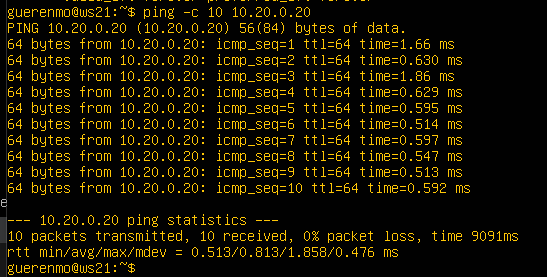 guerenmo@ws21:~$ ping -c 10 10.20.0.20
PING 10.20.0.20 (10.20.0.20) 56(84) bytes of data.
64 bytes from 10.20.0.20: icmp_seq=1 ttl=64 time=1.66 ms
64 bytes from 10.20.0.20: icmp_seq=2 ttl=64 time=0.630 ms
64 bytes from 10.20.0.20: icmp_seq=3 ttl=64 time=1.86 ms
64 bytes from 10.20.0.20: icmp_seq=4 ttl=64 time=0.629 ms
64 bytes from 10.20.0.20: icmp_seq=5 ttl=64 time=0.595 ms
64 bytes from 10.20.0.20: icmp_seq=6 ttl=64 time=0.514 ms
64 bytes from 10.20.0.20: icmp_seq=7 ttl=64 time=0.597 ms
64 bytes from 10.20.0.20: icmp_seq=8 ttl=64 time=0.547 ms
64 bytes from 10.20.0.20: icmp_seq=9 ttl=64 time=0.513 ms
64 bytes from 10.20.0.20: icmp_seq=10 ttl=64 time=0.592 ms
--- 10.20.0.20 ping statistics ---
10 packets transmitted, 10 received, 0% packet loss, time 9091ms
rtt min/avg/max/mdev = 0.513/0.813/1.858/0.476 ms
guerenmo@ws21:~$